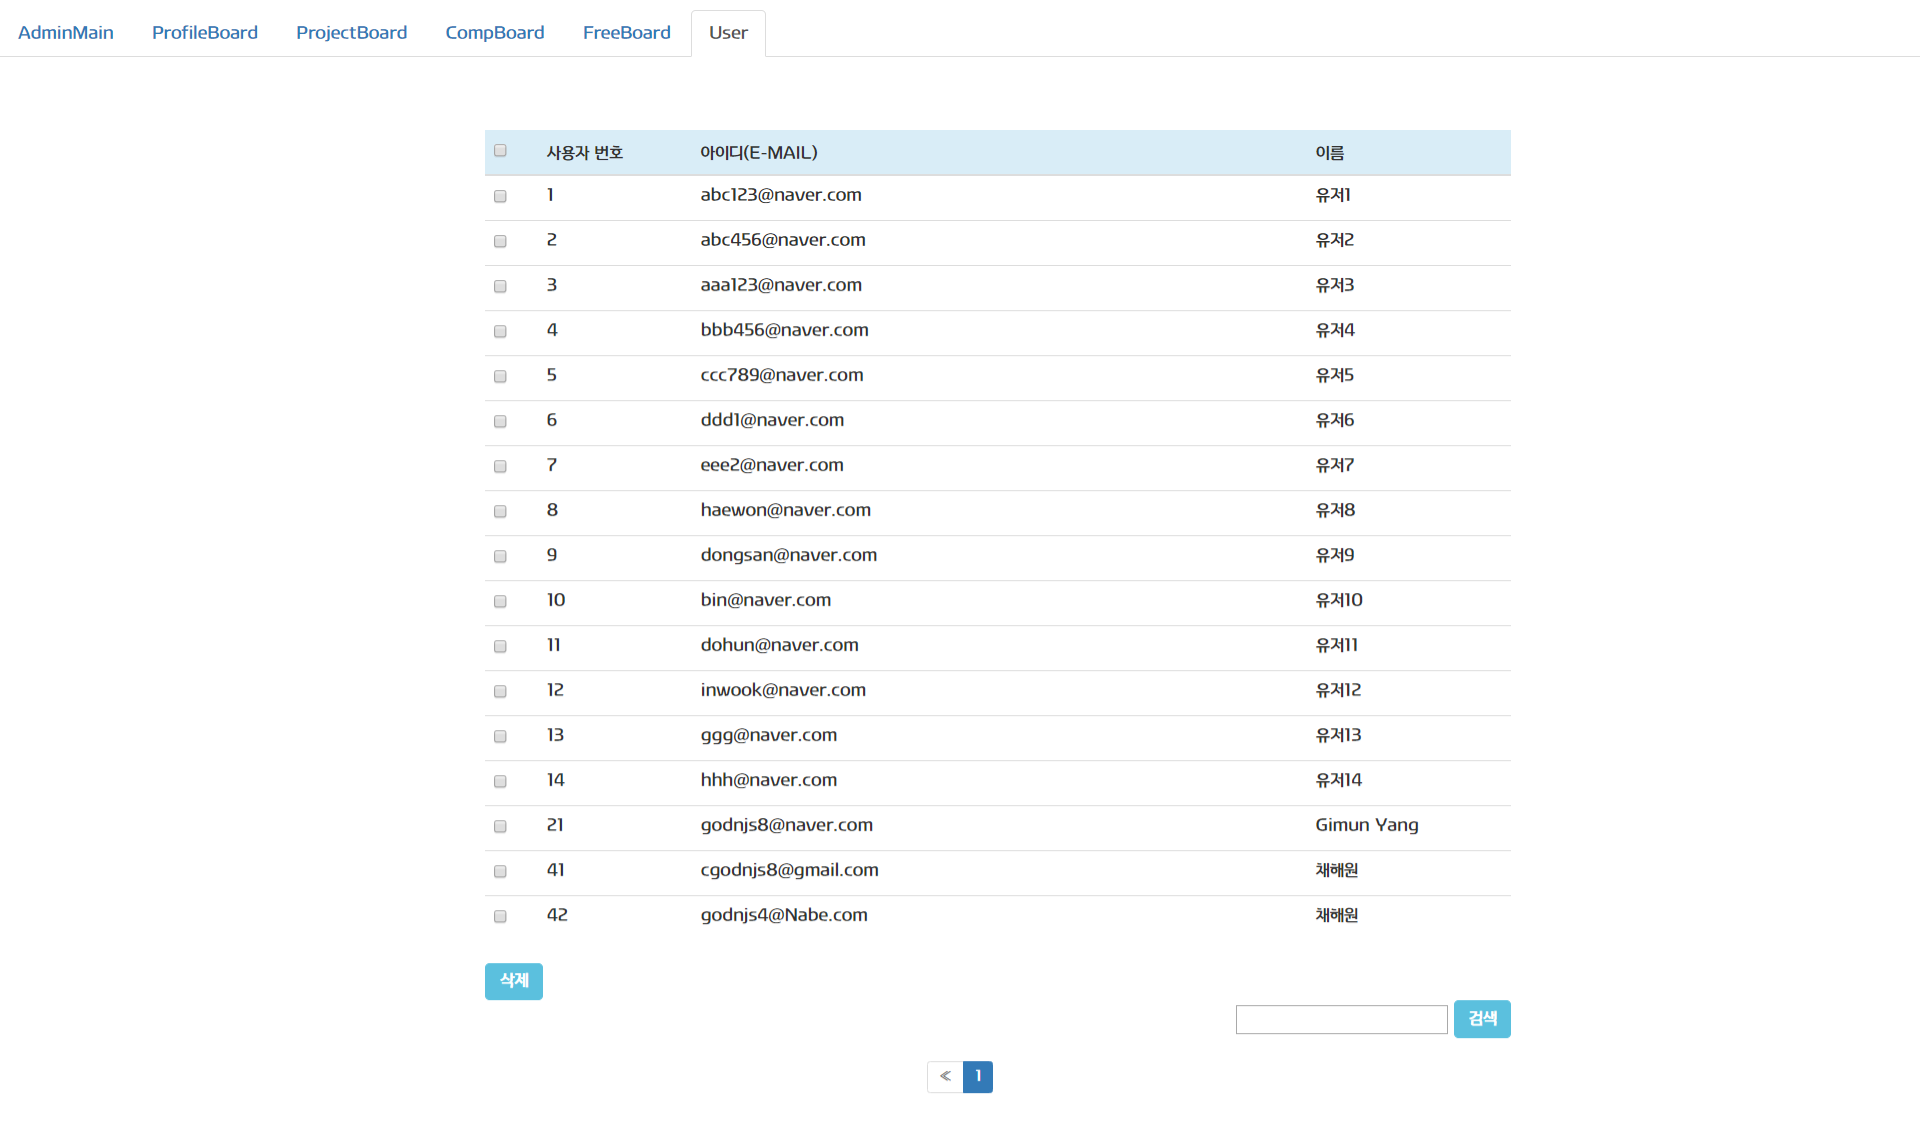 AdminMain ProfileBoard ProjectBoard CompBoard FreeBoard User
사용자 번호 아이디(E-MAIL) 이름
1 abc123@naver.com 유저1
2 abc456@naver.com 유저2
3 aaa123@naver.com 유저3
4 bbb456@naver.com 유저4
5 ccc789@naver.com 유저5
6 ddd1@naver.com 유저6
7 eee2@naver.com 유저7
8 haewon@naver.com 유저8
9 dongsan@naver.com 유저9
10 bin@naver.com 유저10
11 dohun@naver.com 유저11
12 inwook@naver.com 유저12
13 ggg@naver.com 유저13
14 hhh@naver.com 유저14
21 godnjs8@naver.com Gimun Yang
41 cgodnjs8@gmail.com 채해원
42 godnjs4@Nabe.com 채해원
삭제
검색
≪ 1